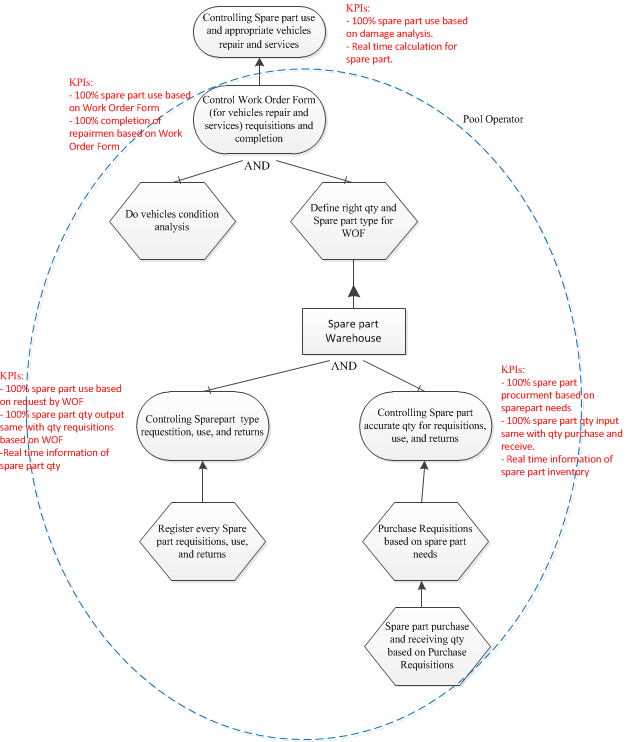 Controlling Spare part use
and appropriate vehicles
repair and services
KPIs:
- 100% spare part use based
on damage analysis.
- Real time calculation for
spare part.
KPIs:
- 100% spare part use based
on Work Order Form
- 100% completion of
repairmen based on Work
Order Form
Control Work Order Form
(for vehicles repair and
services) requisitions and
completion
Pool Operator
AND
Do vehicles condition
analysis
Define right qty and
Spare part type for
WOF
Spare part
Warehouse
AND
KPIs:
- 100% spare part use based
on request by WOF
- 100% spare part qty output
same with qty requisitions
based on WOF
-Real time information of
spare part qty
Controling Sparepart type
requestition, use, and returns
Controlling Spare part
accurate qty for requisitions,
use, and returns
KPIs:
- 100% spare part
procurment based on
sparepart needs
- 100% spare part qty input
same with qty purchase and
receive.
- Real time information of
spare part inventory
Register every Spare
part requisitions, use,
and returns
Purchase Requisitions
based on spare part
needs
Spare part purchase
and receiving qty
based on Purchase
Requisitions